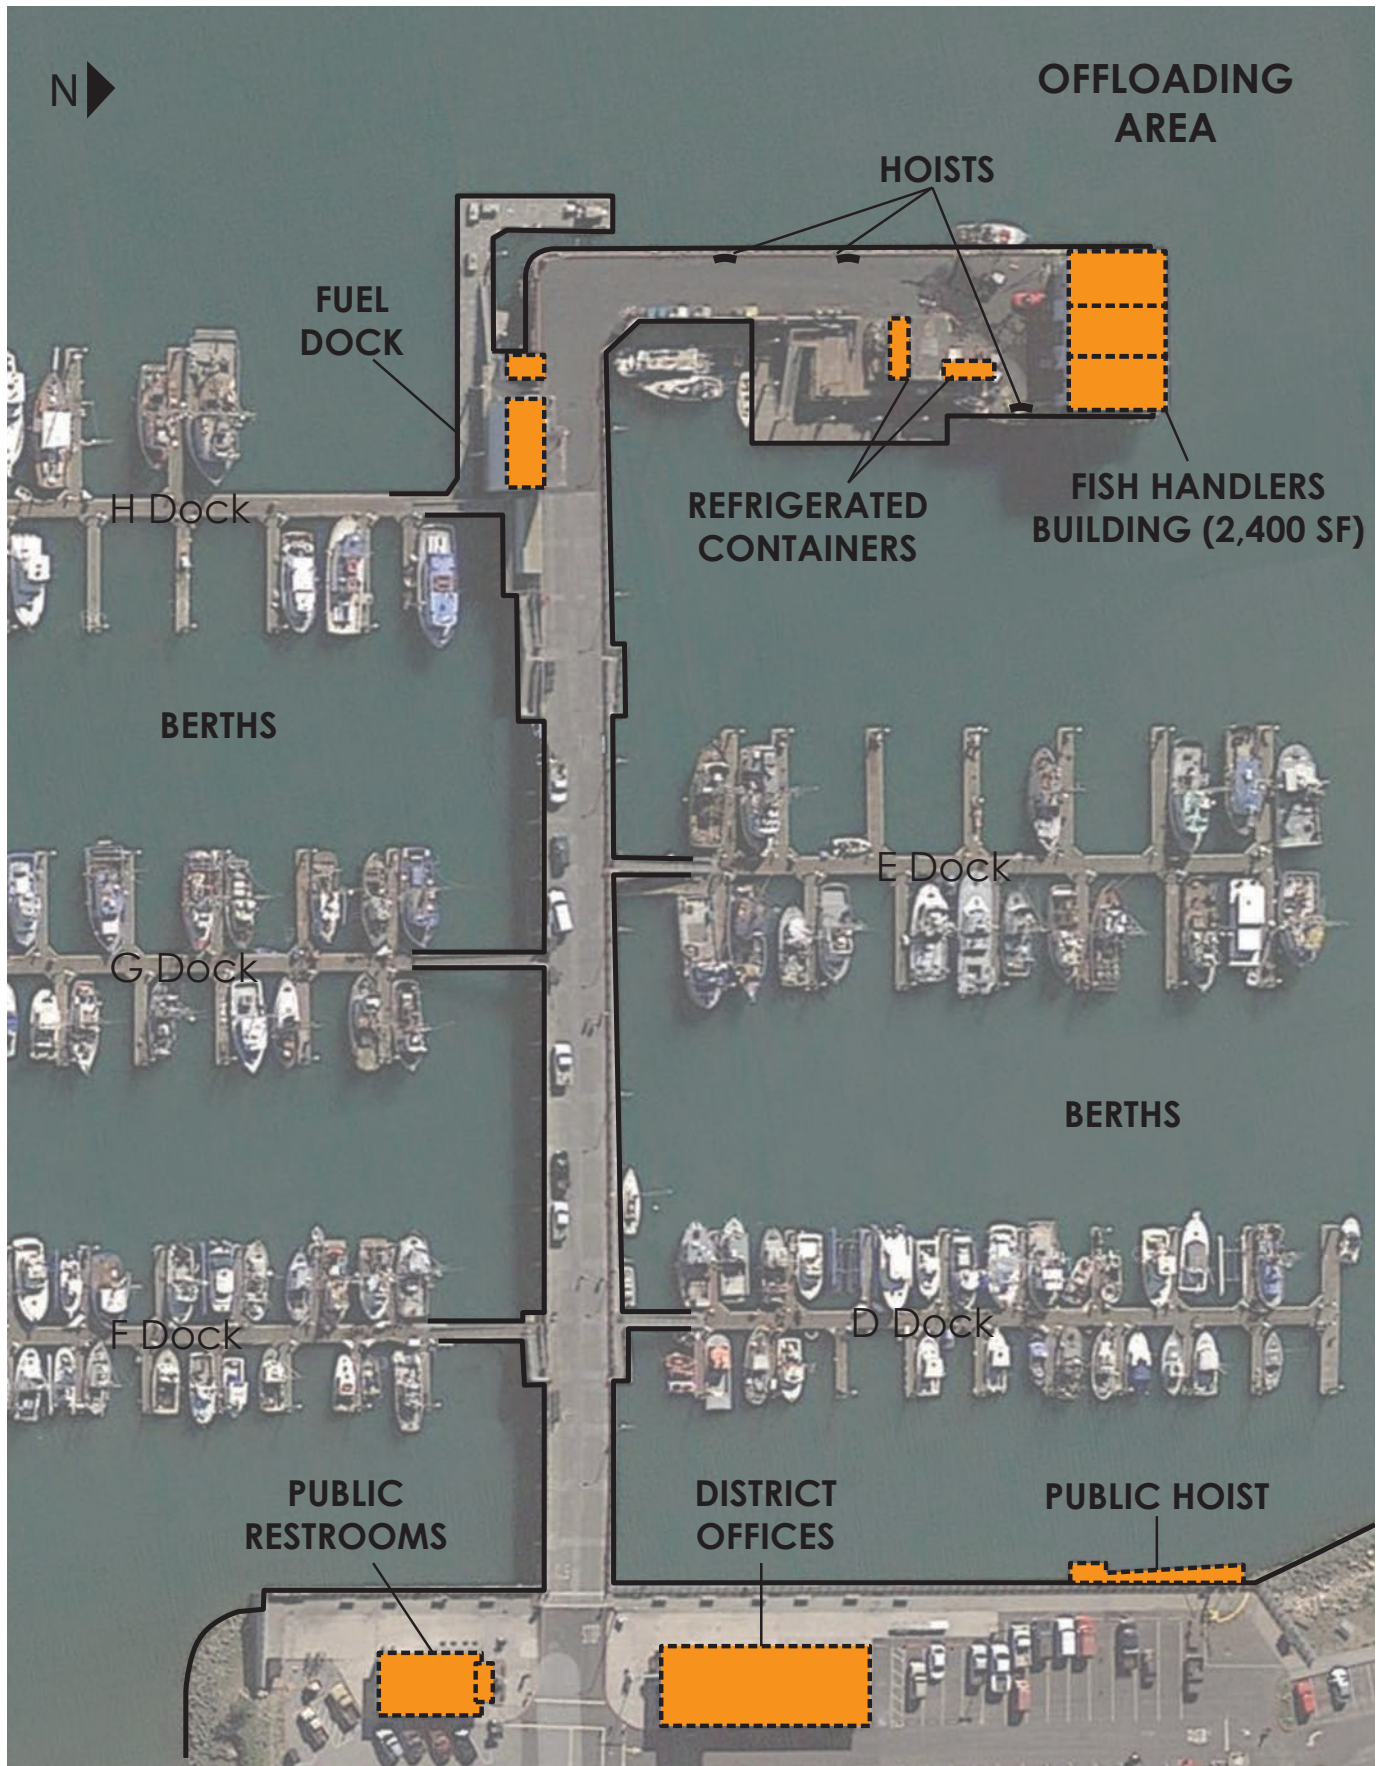 N
OFFLOADING
AREA
HOISTS
FUEL
DOCK
REFRIGERATED
CONTAINERS
FISH HANDLERS
BUILDING (2,400 SF)
H Dock
BERTHS
E Dock
G Dock
BERTHS
F Dock
D Dock
PUBLIC
RESTROOMS
DISTRICT
OFFICES
PUBLIC HOIST